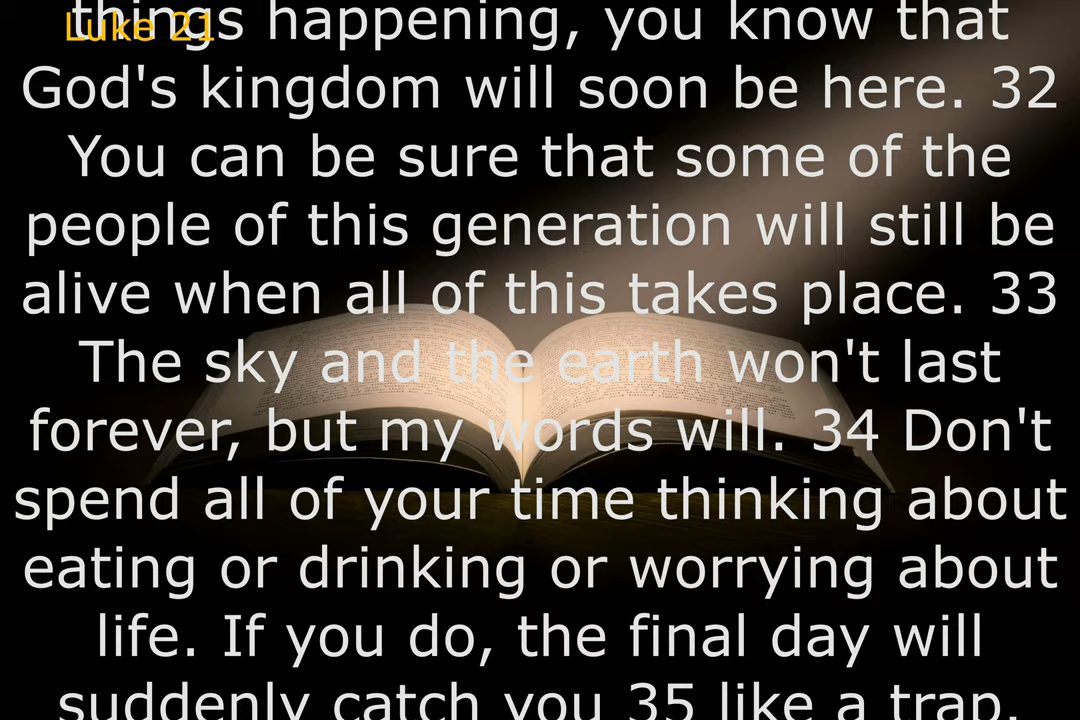 Luke 21
things happening, you know that
God's kingdom will soon be here. 32
You can be sure that some of the
people of this generation will still be
alive when all of this takes place. 33
The sky and the earth won't last
forever, but my words will. 34 Don't
spend all of your time thinking about
eating or drinking or worrying about
life. If you do, the final day will
suddenly catch you 35 like a trap.